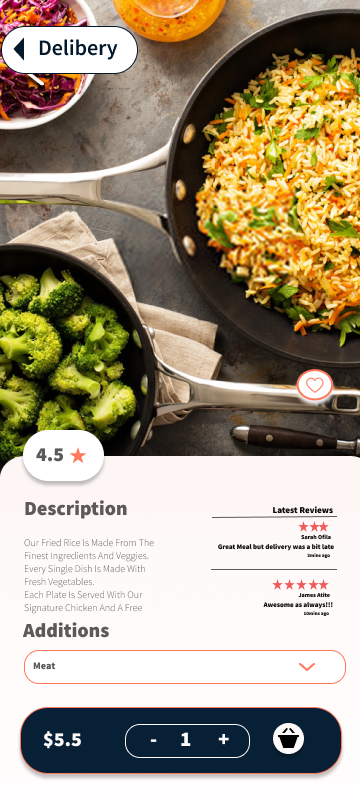 Delibery
4.5
Description
Our Fried Rice Is Made From The
Finest Ingredients And Veggies.
Every Single Dish Is Made With
Fresh Vegetables.
Each Plate Is Served With Our
Signature Chicken And A Free
Latest Reviews
Sarah Ofila
Great Meal but delivery was a bit late
3mins ago
James Atite
Awesome as always!!!
10mins ago
Additions
Meat
$5.5
- 1 +